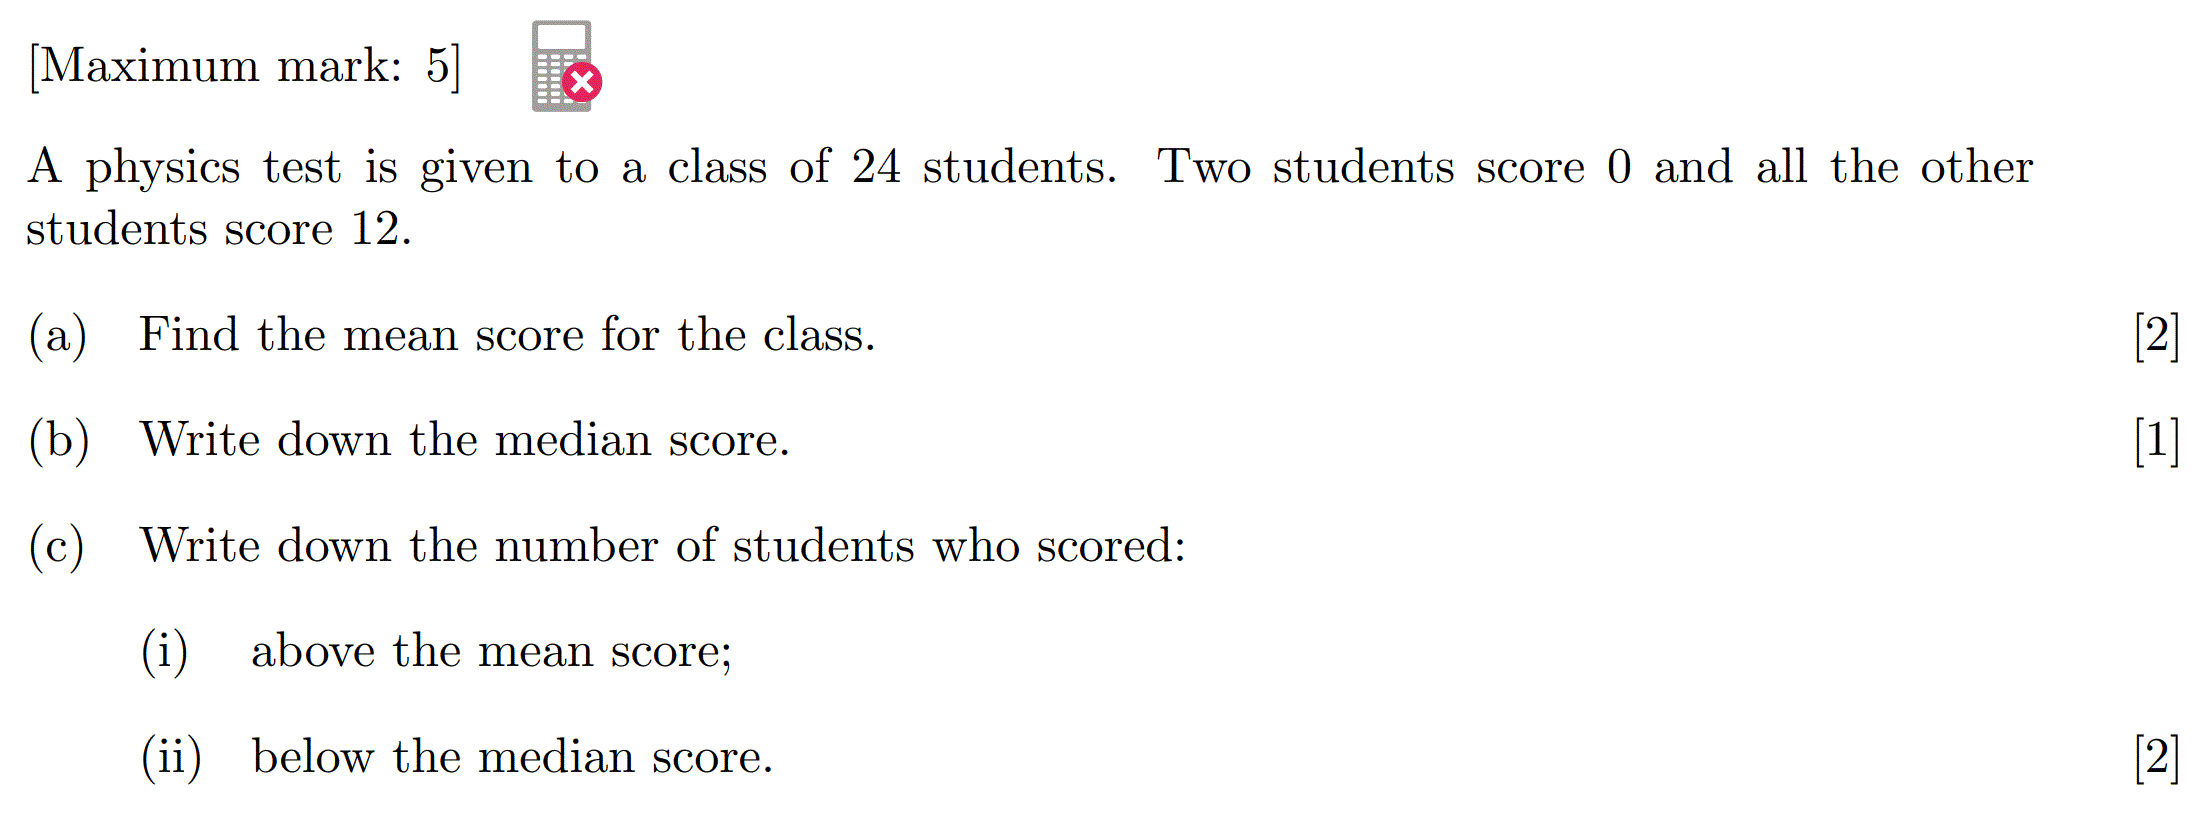 [Maximum mark: 5]
A physics test is given to a class of 24 students. Two students score 0 and all the other
students score 12.
(a) Find the mean score for the class. [2]
(b) Write down the median score. [1]
(c) Write down the number of students who scored:
(i) above the mean score;
(ii) below the median score. [2]